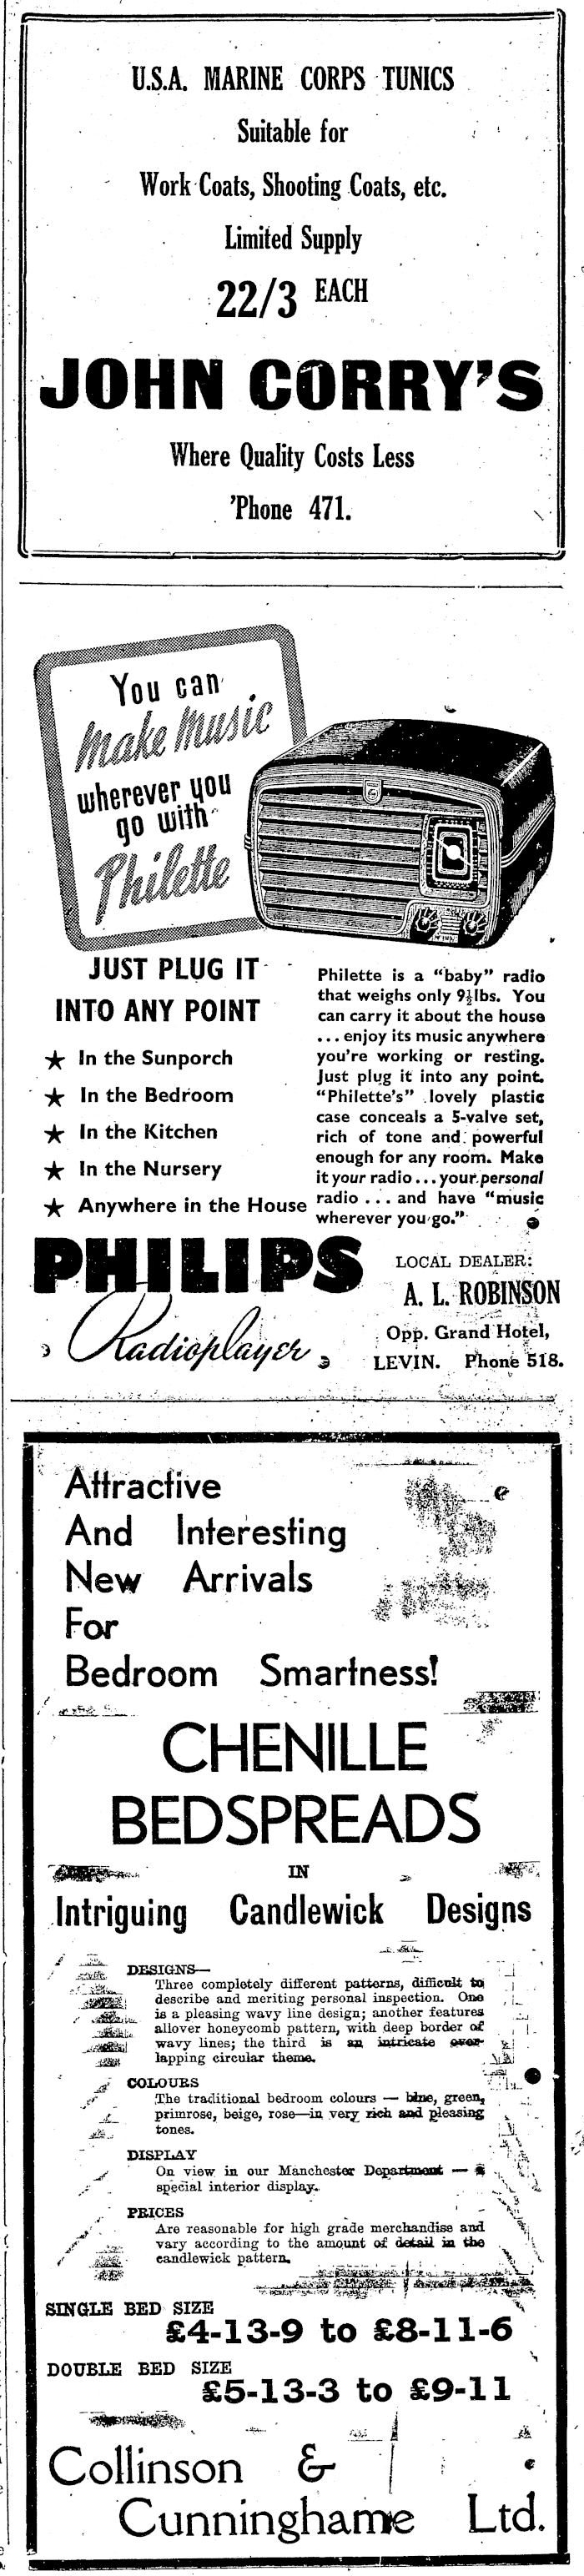 U.S.A. MARINE CORPS TUNICS
Suitable for
Work Coats, Shooting Coats, etc.
Limited Supply
22/3 EACH
JOHN CORRY'S
Where Quality Costs Less
'Phone 471.
You can
Make Music
wherever you
go with
Philette
JUST PLUG IT
INTO ANY POINT
★ In the Sunporch
★ In the Bedroom
★ In the Kitchen
★ In the Nursery
★ Anywhere in the House
Philette is a "baby" radio
that weighs only 9½lbs. You
can carry it about the house
... enjoy its music anywhere
you're working or resting.
Just plug it into any point.
"Philette's" lovely plastic
case conceals a 5-valve set,
rich of tone and powerful
enough for any room. Make
it your radio ... your personal
radio ... and have "music
wherever you go."
PHILIPS
Radioplayer
LOCAL DEALER:
A. L. ROBINSON
Opp. Grand Hotel,
LEVIN. Phone 518.
Attractive
And Interesting
New Arrivals
For
Bedroom Smartness!
CHENILLE
BEDSPREADS
IN
Intriguing Candlewick Designs
DESIGNS—
Three completely different patterns, difficult to
describe and meriting personal inspection. One
is a pleasing wavy line design; another features
allover honeycomb pattern, with deep border of
wavy lines; the third is an intricate over-
lapping circular theme.
COLOURS
The traditional bedroom colours — blue, green,
primrose, beige, rose—in very rich and pleasing
tones.
DISPLAY
On view in our Manchester Department — a
special interior display.
PRICES
Are reasonable for high grade merchandise and
vary according to the amount of detail in the
candlewick pattern.
SINGLE BED SIZE
£4-13-9 to £8-11-6
DOUBLE BED SIZE
£5-13-3 to £9-11
Collinson &
Cunninghame Ltd.